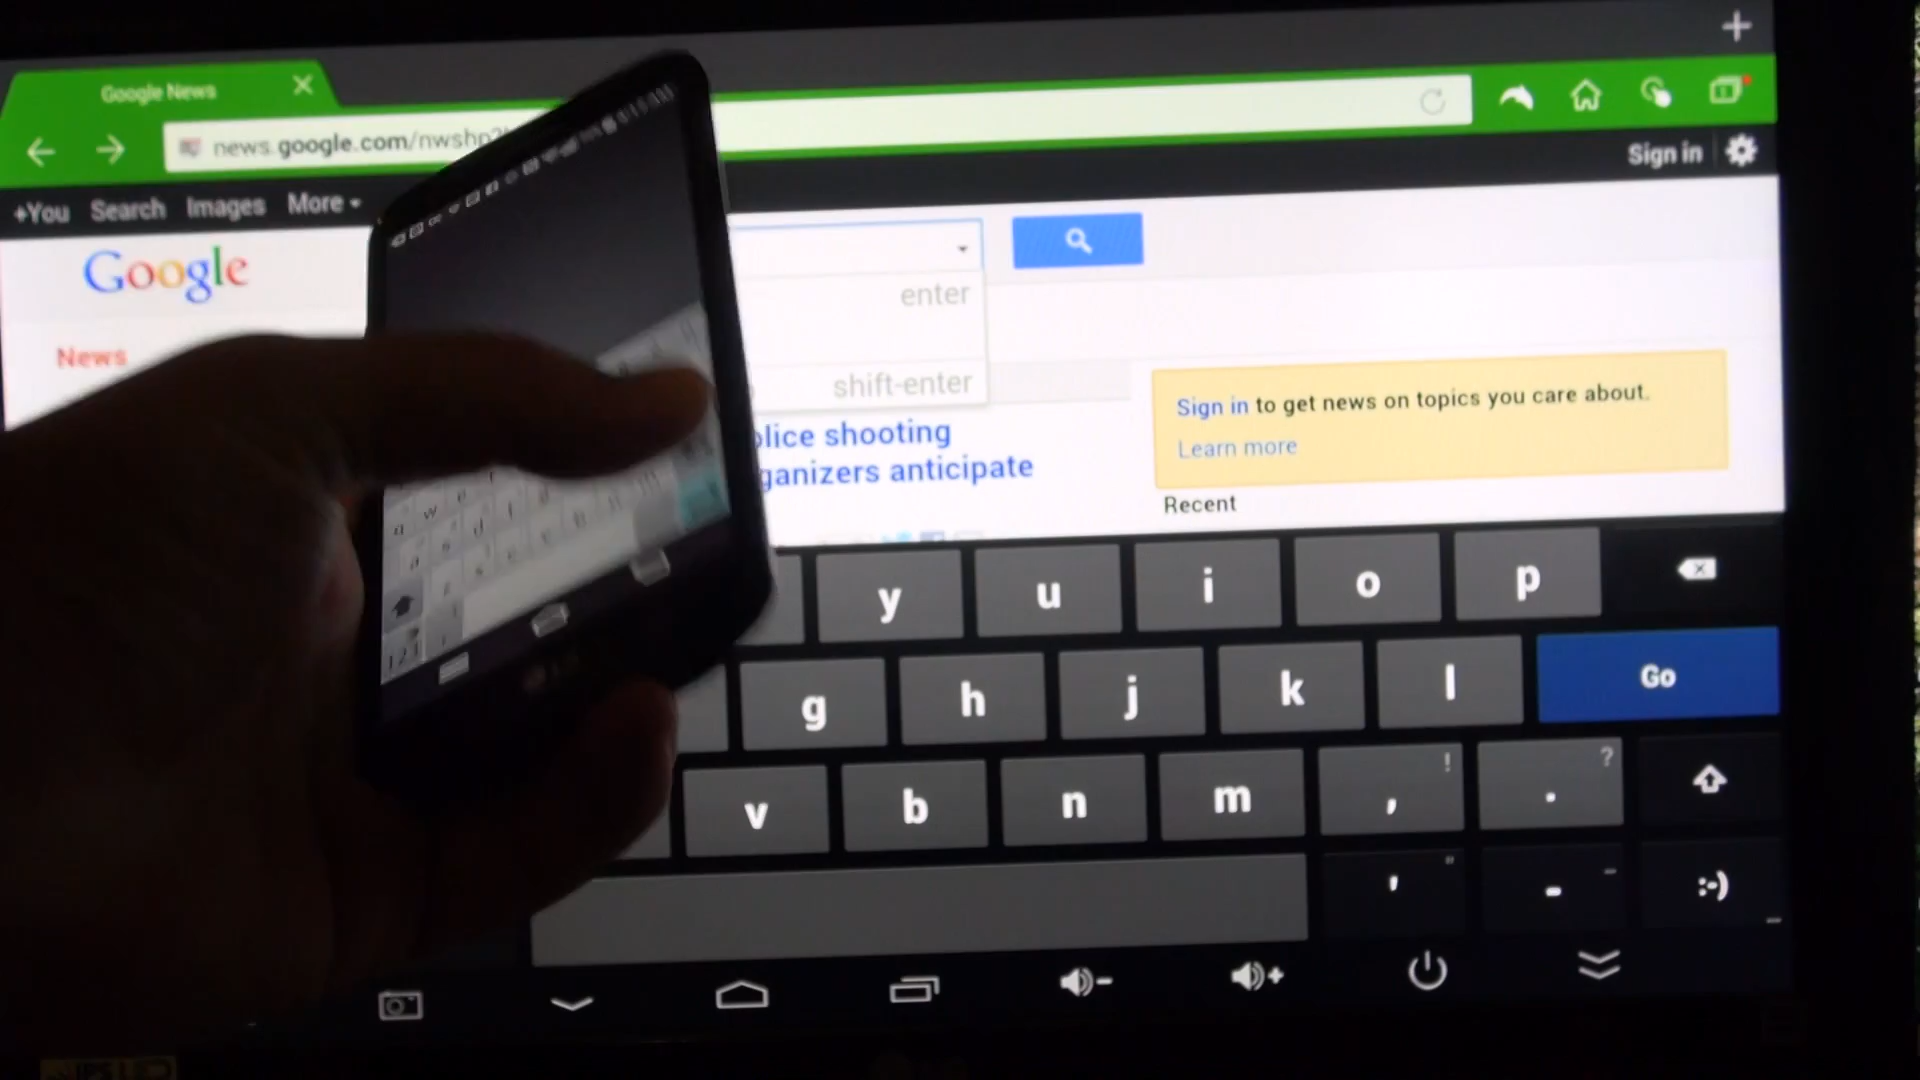 Google News
news.google.com/nwshp?
+You Search Images More
Sign in
Google
enter
News
shift-enter
Sign in to get news on topics you care about.
Learn more
lice shooting
ganizers anticipate
Recent
y u i o p
g h j k l Go
v b n m , ! . ?
' " - _ :-)
q w
a s d f
123